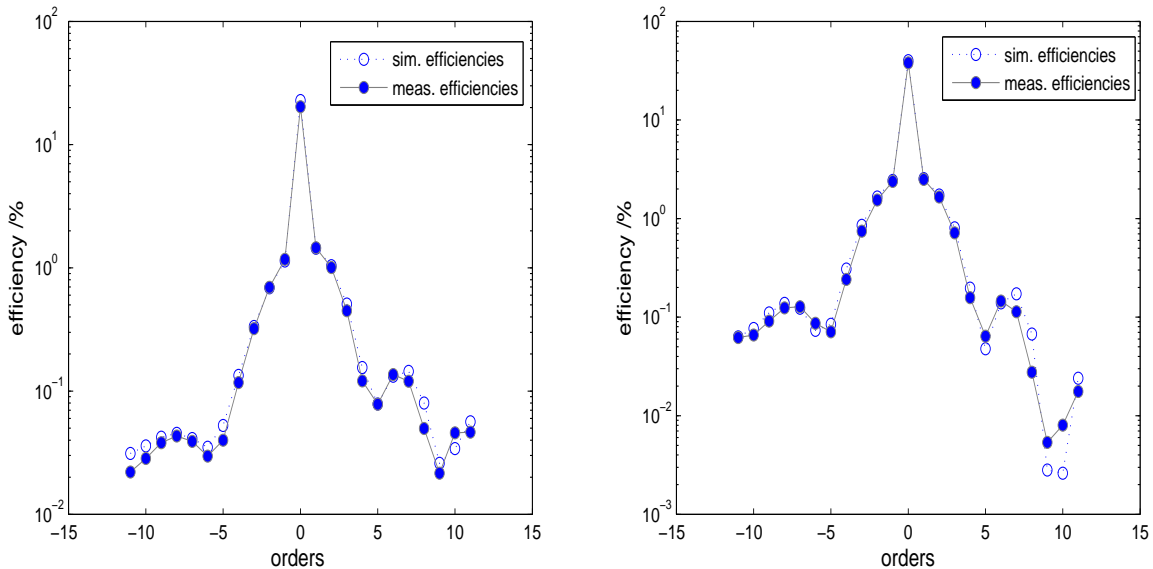 10^2
10^1
10^0
10^−1
10^−2
efficiency /%
−15 −10 −5 0 5 10 15
orders
sim. efficiencies
meas. efficiencies
10^2
10^1
10^0
10^−1
10^−2
10^−3
efficiency /%
−15 −10 −5 0 5 10 15
orders
sim. efficiencies
meas. efficiencies